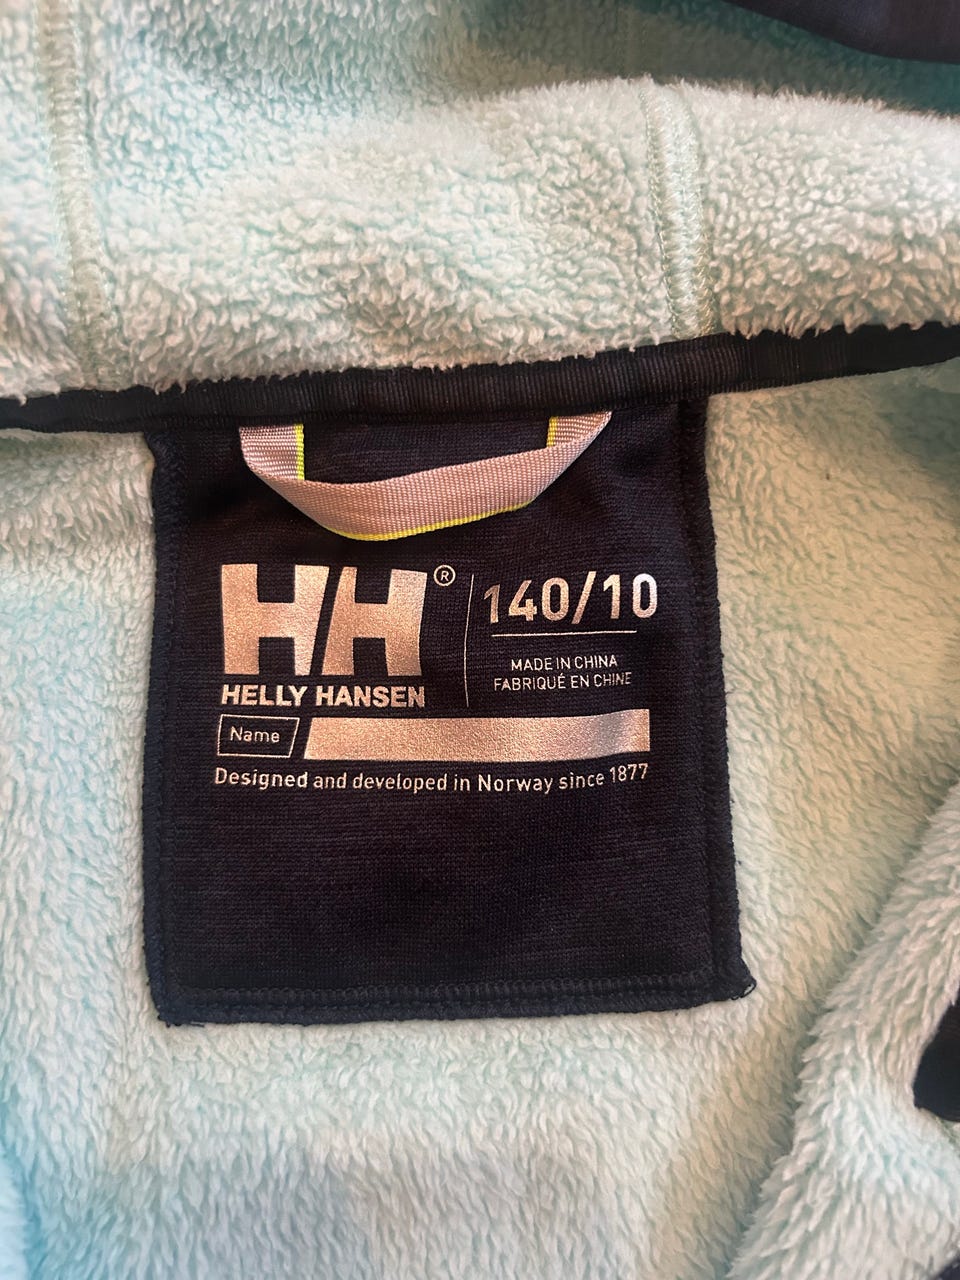 HH®
HELLY HANSEN
140/10
MADE IN CHINA
FABRIQUÉ EN CHINE
Name
Designed and developed in Norway since 1877